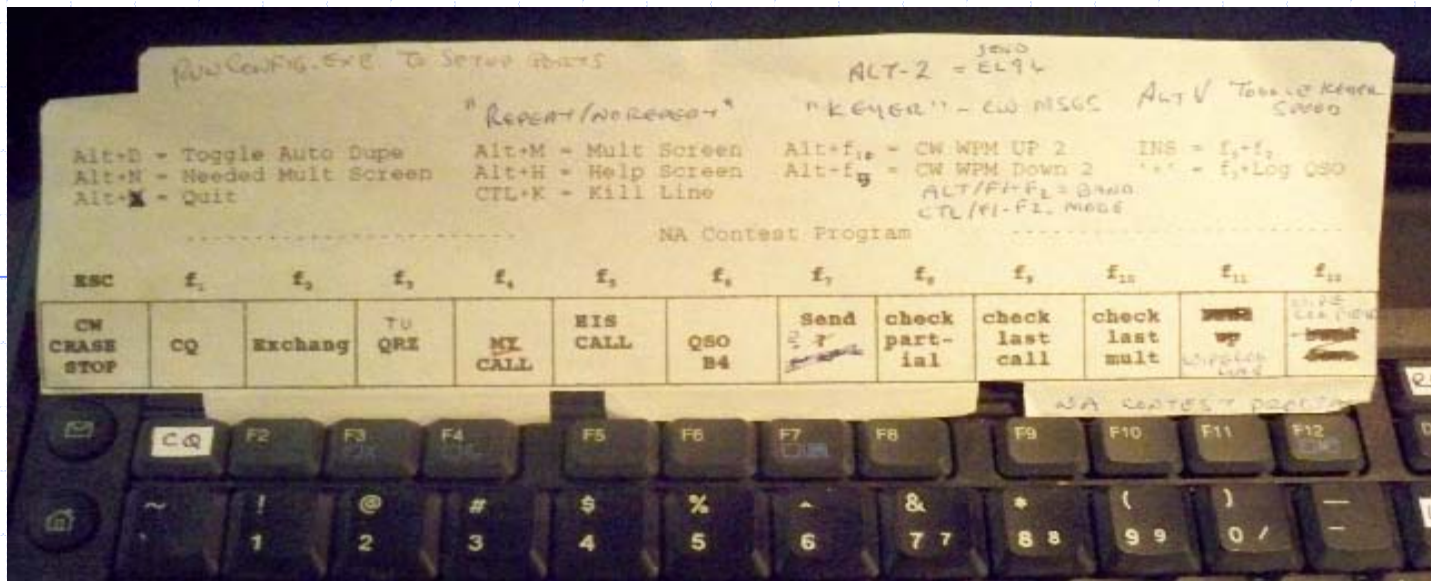 RUN CONFIG.EXE TO SETUP PORTS
ALT-2 = SEND EL94
"REPEAT/NOREPEAT" "KEYER" - CW MSGS ALT V TOGGLE KEYER SPEED
Alt+D = Toggle Auto Dupe Alt+M = Mult Screen Alt+f10 = CW WPM UP 2 INS = f5+f2
Alt+N = Needed Mult Screen Alt+H = Help Screen Alt-f9 = CW WPM Down 2 '+' = f3+Log QSO
Alt+X = Quit CTL+K = Kill Line ALT/F1-F2 = BAND
CTL/F1-F2 = MODE
NA Contest Program
ESC f1 f2 f3 f4 f5 f6 f7 f8 f9 f10 f11 f12
CW CRASE STOP
CQ
Exchang
TU QRZ
MY CALL
HIS CALL
QSO B4
Send ?
check part-ial
check last call
check last mult
up
NA CONTEST PROGRAM
CQ F2 F3 F4 F5 F6 F7 F8 F9 F10 F11 F12
~ ! @ # $ % ^ & * ( ) —
1 2 3 4 5 6 7 7 8 8 9 9 0 / -